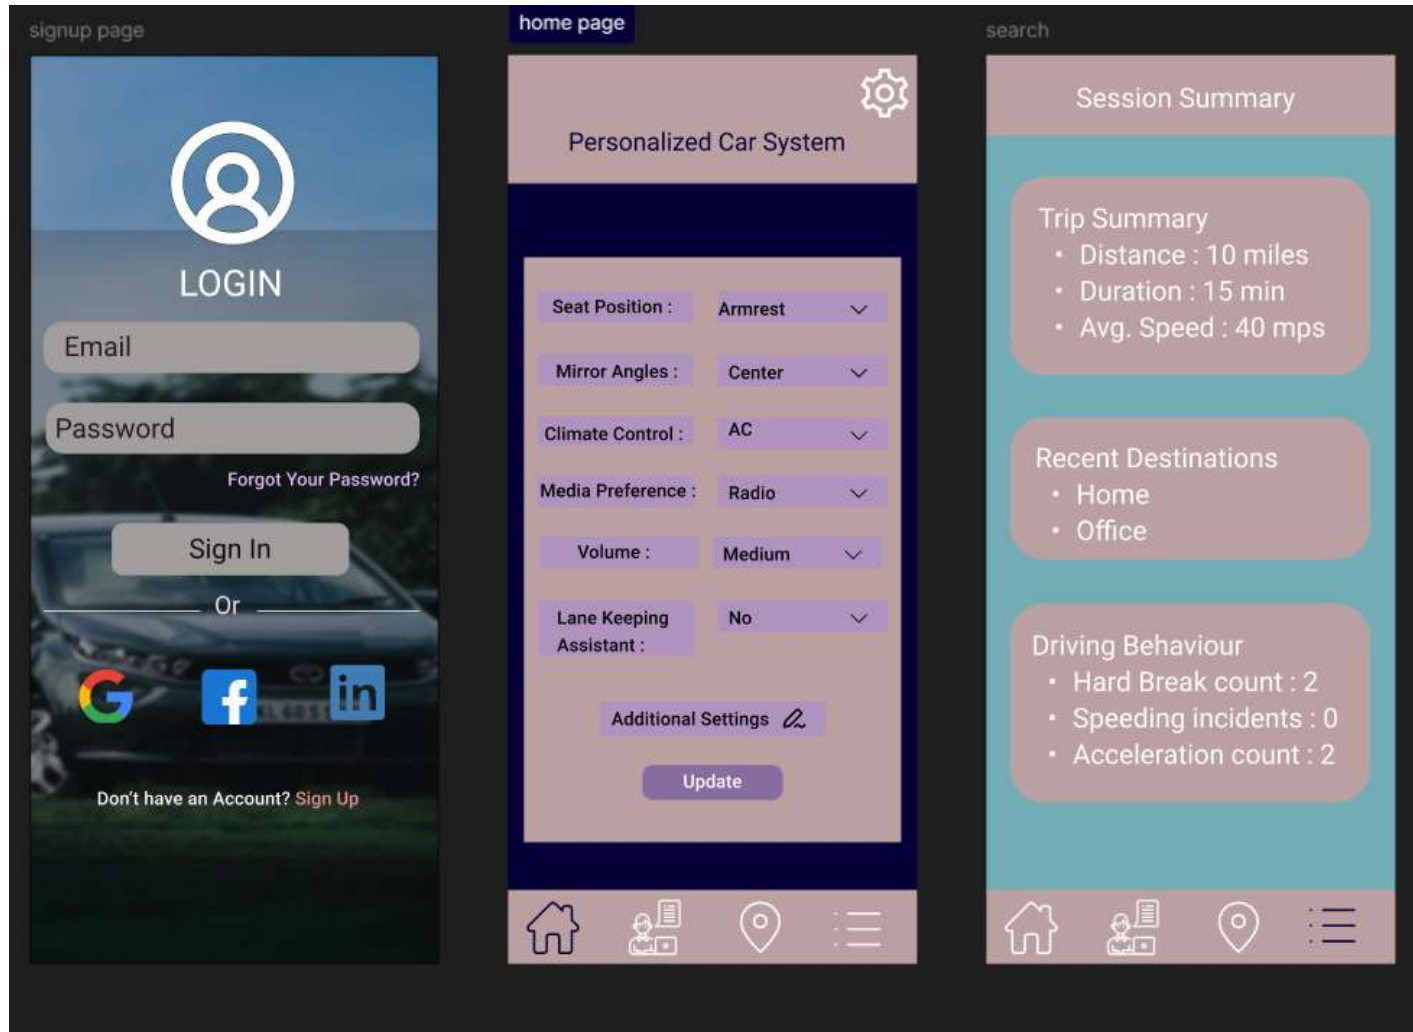 signup page
LOGIN
Email
Password
Forgot Your Password?
Sign In
Or
Don't have an Account? Sign Up
home page
Personalized Car System
Seat Position : Armrest
Mirror Angles : Center
Climate Control : AC
Media Preference : Radio
Volume : Medium
Lane Keeping No
Assistant :
Additional Settings
Update
search
Session Summary
Trip Summary
• Distance : 10 miles
• Duration : 15 min
• Avg. Speed : 40 mps
Recent Destinations
• Home
• Office
Driving Behaviour
• Hard Break count : 2
• Speeding incidents : 0
• Acceleration count : 2